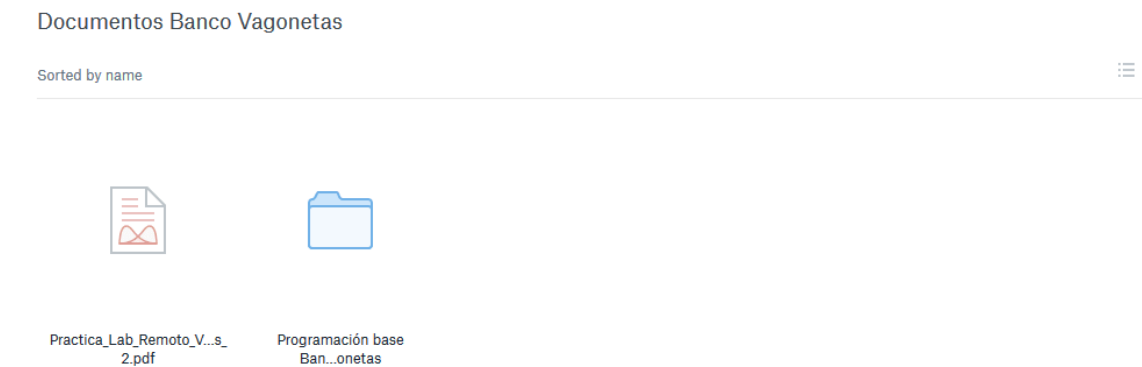 Documentos Banco Vagonetas
Sorted by name
Practica_Lab_Remoto_V...s_
2.pdf
Programación base
Ban...onetas